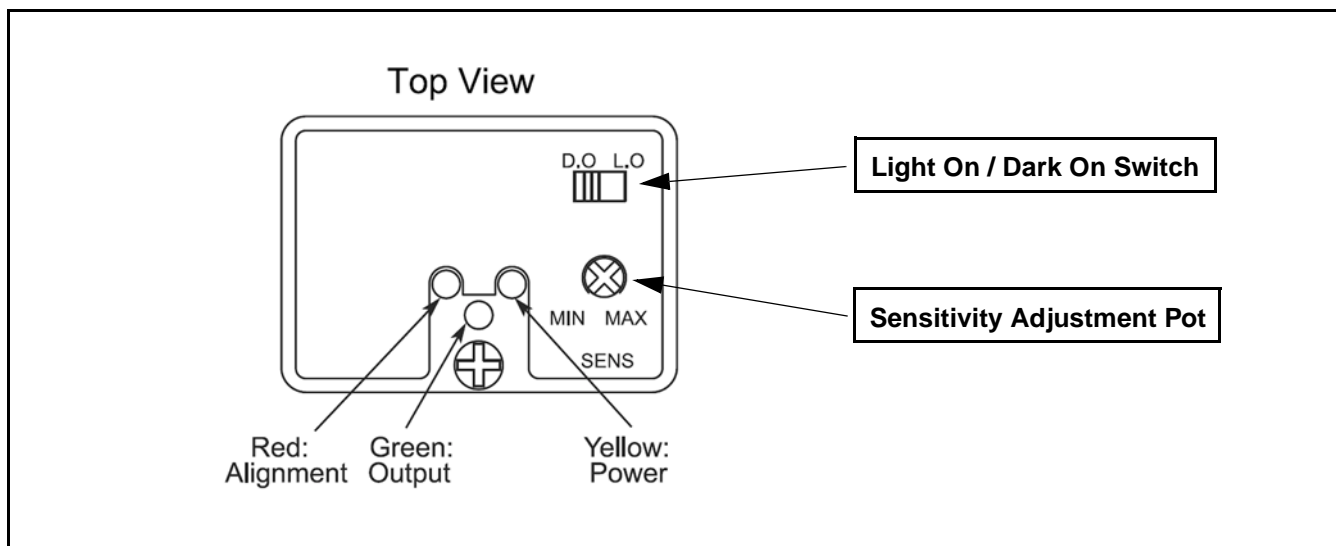 Top View
D.O L.O
Light On / Dark On Switch
MIN MAX
Sensitivity Adjustment Pot
SENS
Red:
Alignment
Green:
Output
Yellow:
Power